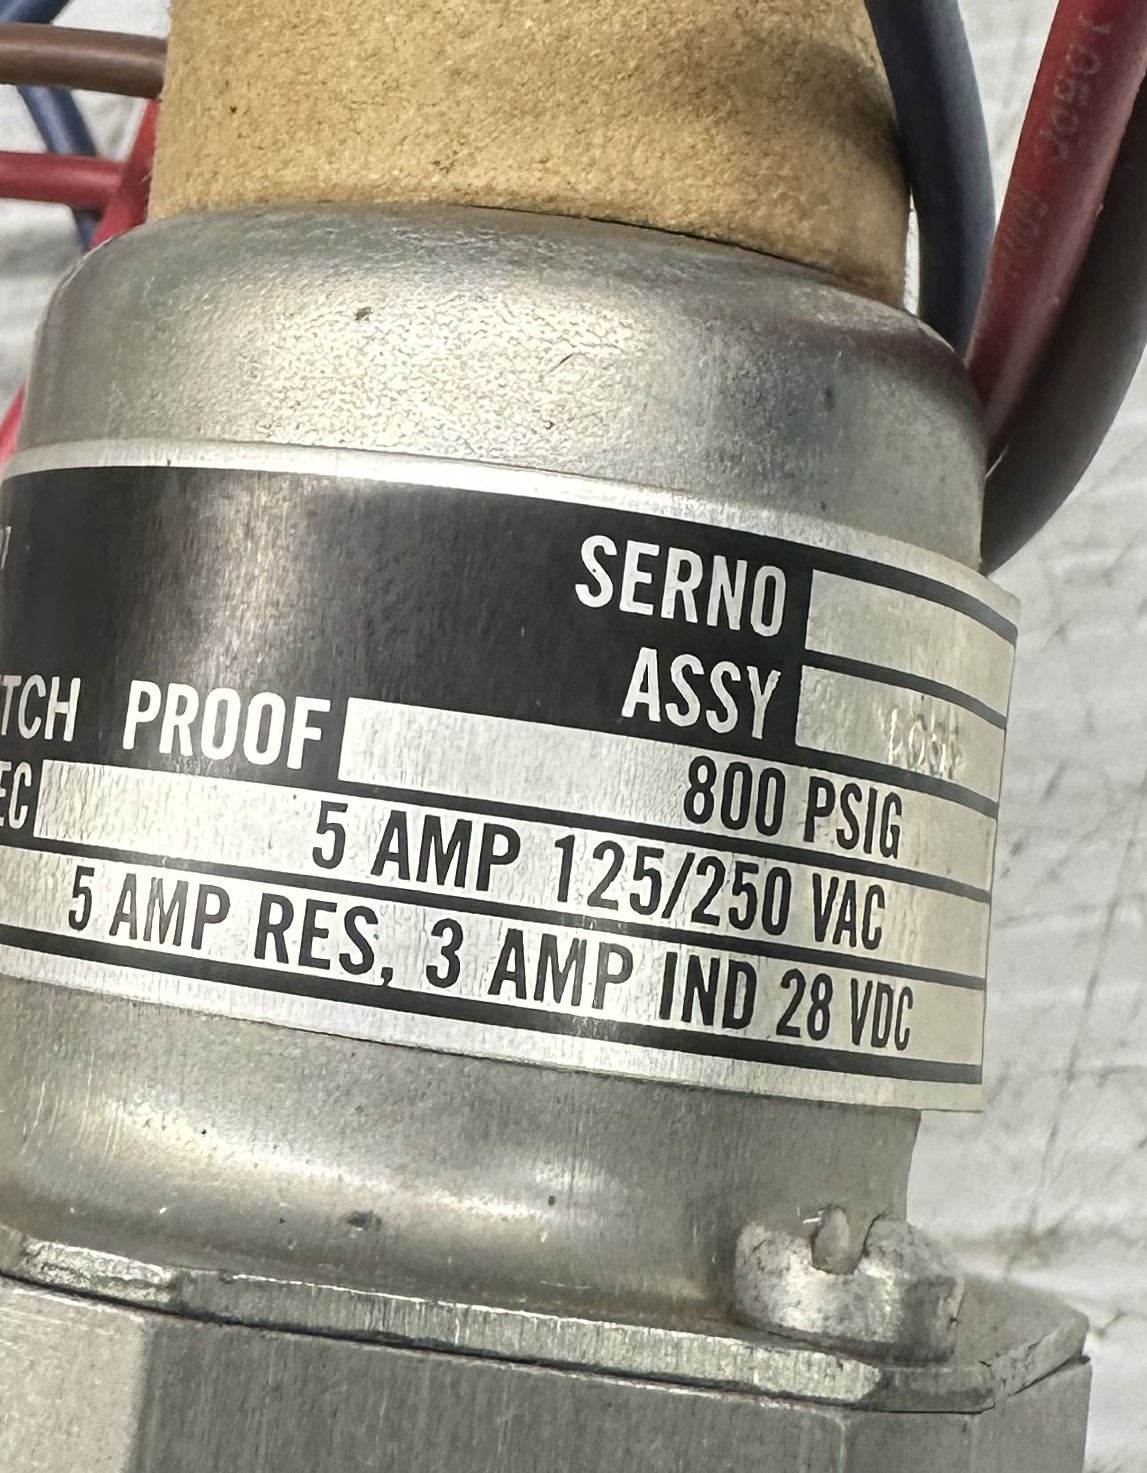 SERNO
ASSY
TCH PROOF 800 PSIG
EC 5 AMP 125/250 VAC
5 AMP RES, 3 AMP IND 28 VDC